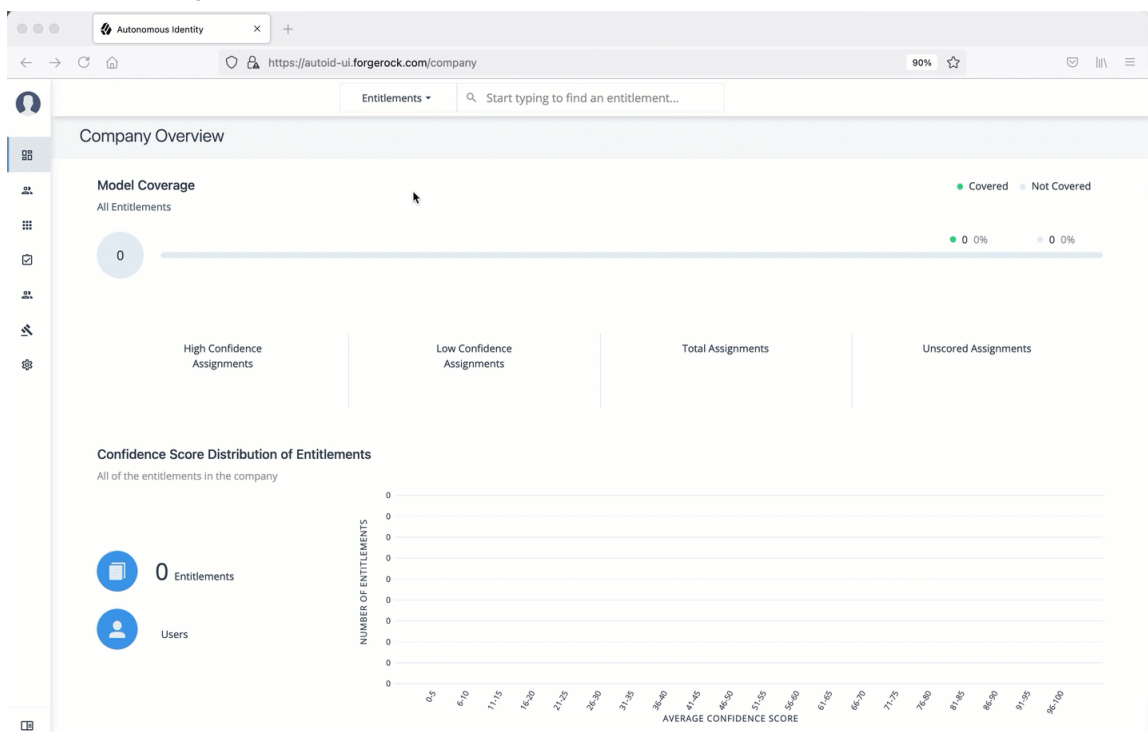 Autonomous Identity
https://autoid-ui.forgerock.com/company
90%
Entitlements
Start typing to find an entitlement...
Company Overview
Model Coverage
Covered
Not Covered
All Entitlements
0 0%
0 0%
0
High Confidence
Assignments
Low Confidence
Assignments
Total Assignments
Unscored Assignments
Confidence Score Distribution of Entitlements
All of the entitlements in the company
0 Entitlements
Users
NUMBER OF ENTITLEMENTS
0
0
0
0
0
0
0
0
0
0
0-5
6-10
11-15
16-20
21-25
26-30
31-35
36-40
41-45
46-50
51-55
56-60
61-65
66-70
71-75
76-80
81-85
86-90
91-95
96-100
AVERAGE CONFIDENCE SCORE